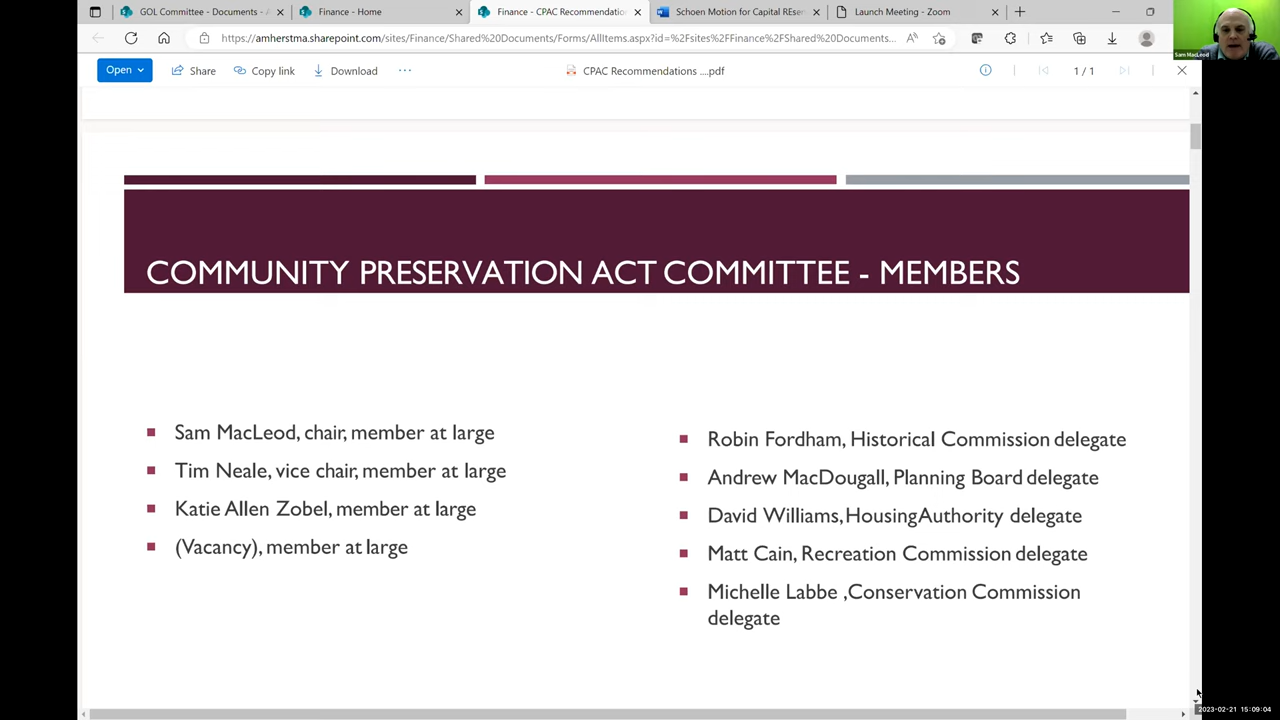 GOL Committee - Documents - A
Finance - Home
Finance - CPAC Recommendatio
Schoen Motion for Capital REser
Launch Meeting - Zoom
https://amherstma.sharepoint.com/sites/Finance/Shared%20Documents/Forms/AllItems.aspx?id=%2Fsites%2FFinance%2FShared%20Documents...
Open
Share
Copy link
Download
CPAC Recommendations ....pdf
1 / 1
Sam MacLeod
COMMUNITY PRESERVATION ACT COMMITTEE - MEMBERS
Sam MacLeod, chair, member at large
Tim Neale, vice chair, member at large
Katie Allen Zobel, member at large
(Vacancy), member at large
Robin Fordham, Historical Commission delegate
Andrew MacDougall, Planning Board delegate
David Williams, Housing Authority delegate
Matt Cain, Recreation Commission delegate
Michelle Labbe ,Conservation Commission
delegate
2023-02-21 15:09:04